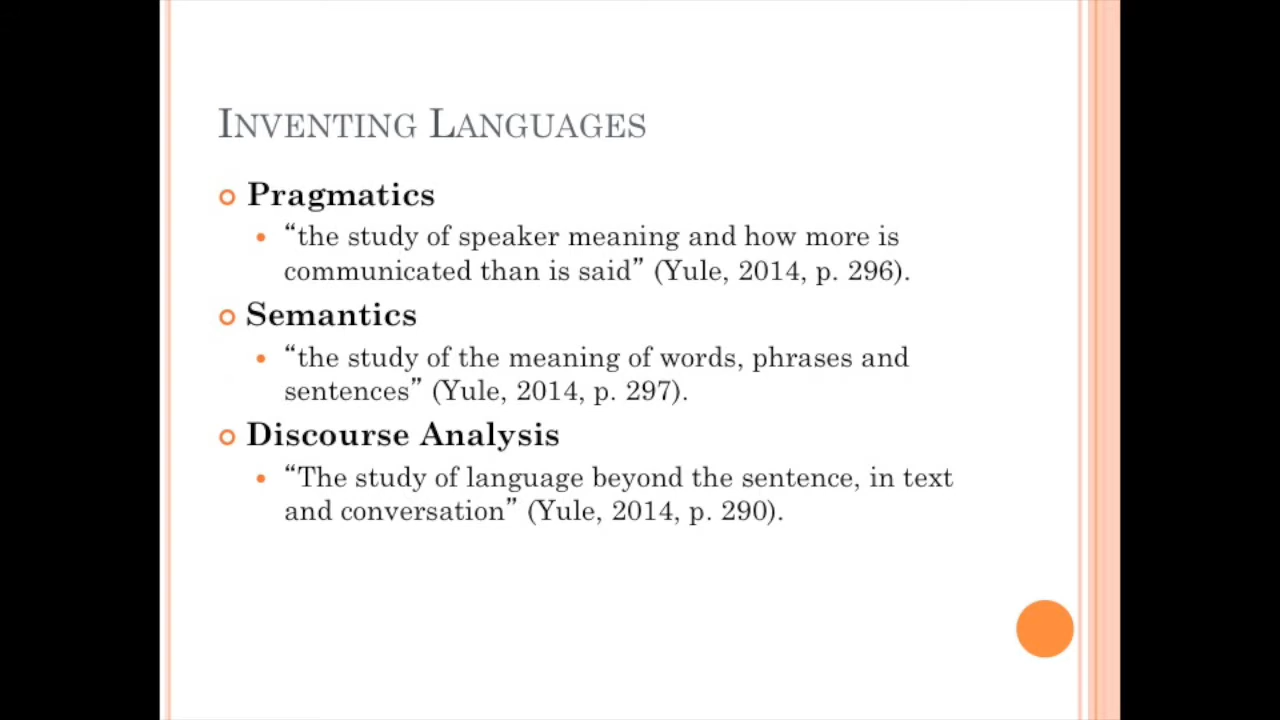 INVENTING LANGUAGES
Pragmatics
“the study of speaker meaning and how more is
communicated than is said” (Yule, 2014, p. 296).
Semantics
“the study of the meaning of words, phrases and
sentences” (Yule, 2014, p. 297).
Discourse Analysis
“The study of language beyond the sentence, in text
and conversation” (Yule, 2014, p. 290).